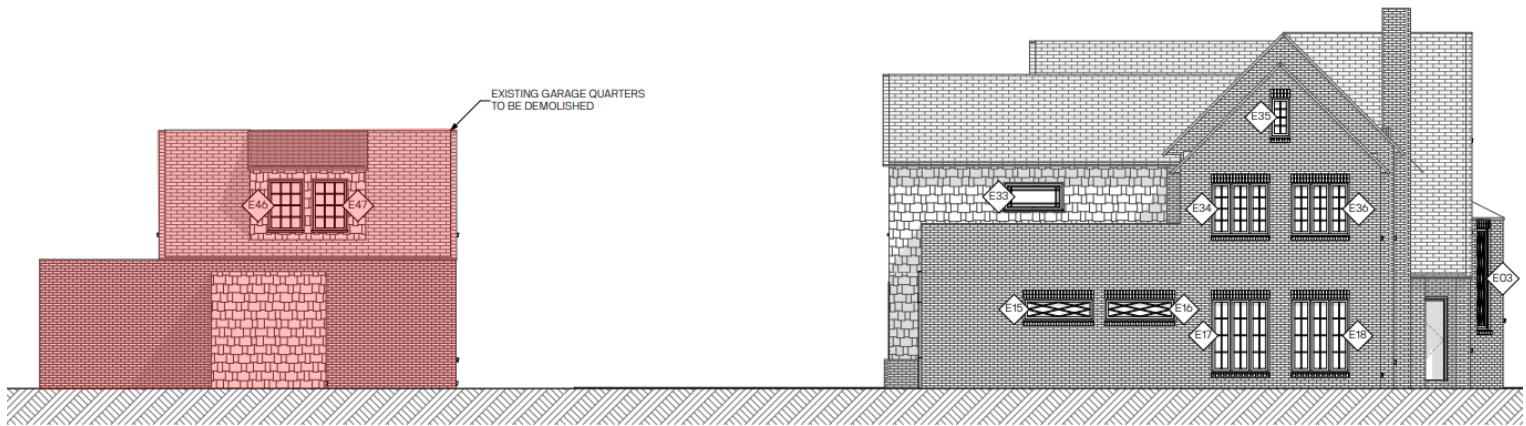 EXISTING GARAGE QUARTERS
TO BE DEMOLISHED
E35
E46
E47
E33
E34
E36
E03
E15
E16
E17
E18